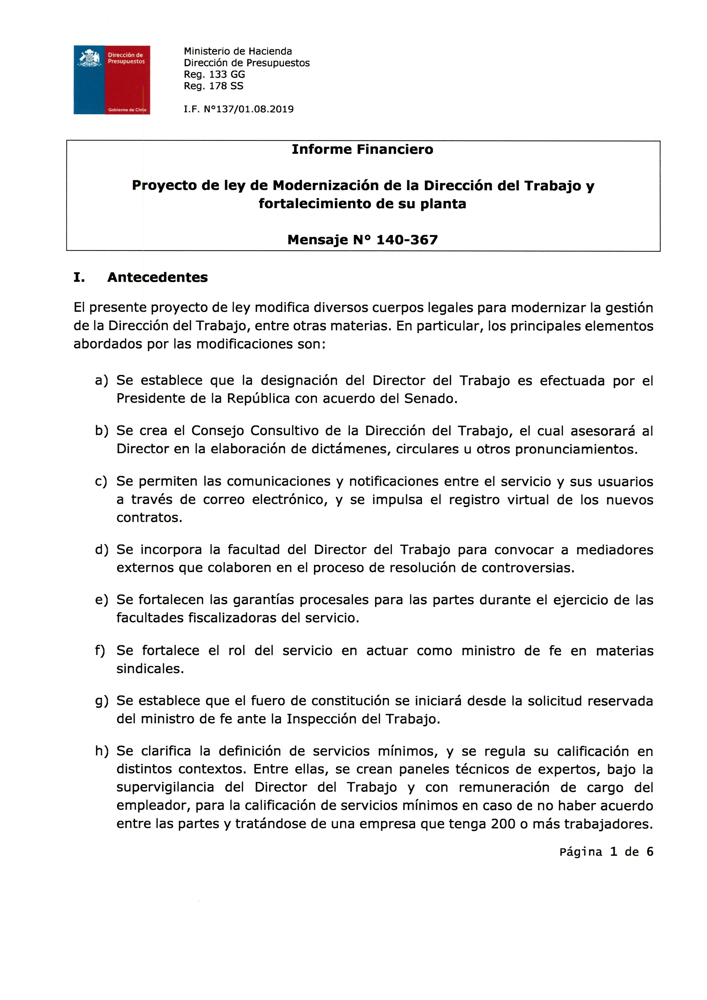 Dirección de
Presupuestos
Gobierno de Chile
Ministerio de Hacienda
Dirección de Presupuestos
Reg. 133 GG
Reg. 178 SS
I.F. N°137/01.08.2019
Informe Financiero
Proyecto de ley de Modernización de la Dirección del Trabajo y
fortalecimiento de su planta
Mensaje N° 140-367
I. Antecedentes
El presente proyecto de ley modifica diversos cuerpos legales para modernizar la gestión
de la Dirección del Trabajo, entre otras materias. En particular, los principales elementos
abordados por las modificaciones son:
a) Se establece que la designación del Director del Trabajo es efectuada por el
Presidente de la República con acuerdo del Senado.
b) Se crea el Consejo Consultivo de la Dirección del Trabajo, el cual asesorará al
Director en la elaboración de dictámenes, circulares u otros pronunciamientos.
c) Se permiten las comunicaciones y notificaciones entre el servicio y sus usuarios
a través de correo electrónico, y se impulsa el registro virtual de los nuevos
contratos.
d) Se incorpora la facultad del Director del Trabajo para convocar a mediadores
externos que colaboren en el proceso de resolución de controversias.
e) Se fortalecen las garantías procesales para las partes durante el ejercicio de las
facultades fiscalizadoras del servicio.
f) Se fortalece el rol del servicio en actuar como ministro de fe en materias
sindicales.
g) Se establece que el fuero de constitución se iniciará desde la solicitud reservada
del ministro de fe ante la Inspección del Trabajo.
h) Se clarifica la definición de servicios mínimos, y se regula su calificación en
distintos contextos. Entre ellas, se crean paneles técnicos de expertos, bajo la
supervigilancia del Director del Trabajo y con remuneración de cargo del
empleador, para la calificación de servicios mínimos en caso de no haber acuerdo
entre las partes y tratándose de una empresa que tenga 200 o más trabajadores.
Página 1 de 6